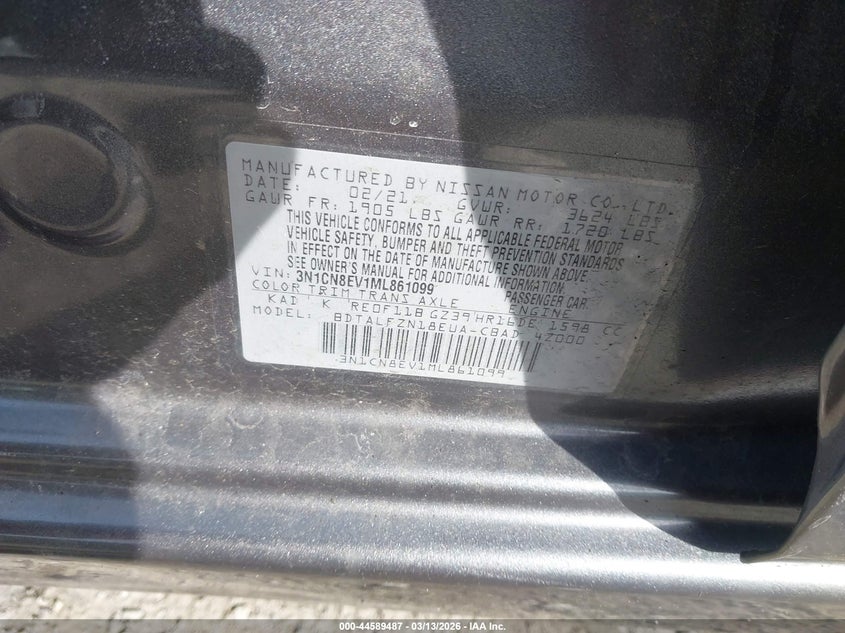 MANUFACTURED BY NISSAN MOTOR CO., LTD.
DATE: 02/21 GVWR: 3624 LBS
GAWR FR: 1905 LBS GAWR RR: 1720 LBS
THIS VEHICLE CONFORMS TO ALL APPLICABLE FEDERAL MOTOR
VEHICLE SAFETY, BUMPER AND THEFT PREVENTION STANDARDS
IN EFFECT ON THE DATE OF MANUFACTURE SHOWN ABOVE.
SEE OWNER'S MANUAL FOR ADDITIONAL INFORMATION.
VIN: 3N1CN8EV1ML861099 PASSENGER CAR
COLOR TRIM TRANS AXLE ENGINE
KAD K RE0F11B GZ39 HR16DE 1598 CC
MODEL: BDTALFZN18EUA-CBAD 4Z000
3N1CN8EV1ML861099
000-44589487 - 03/13/2026 - IAA Inc.